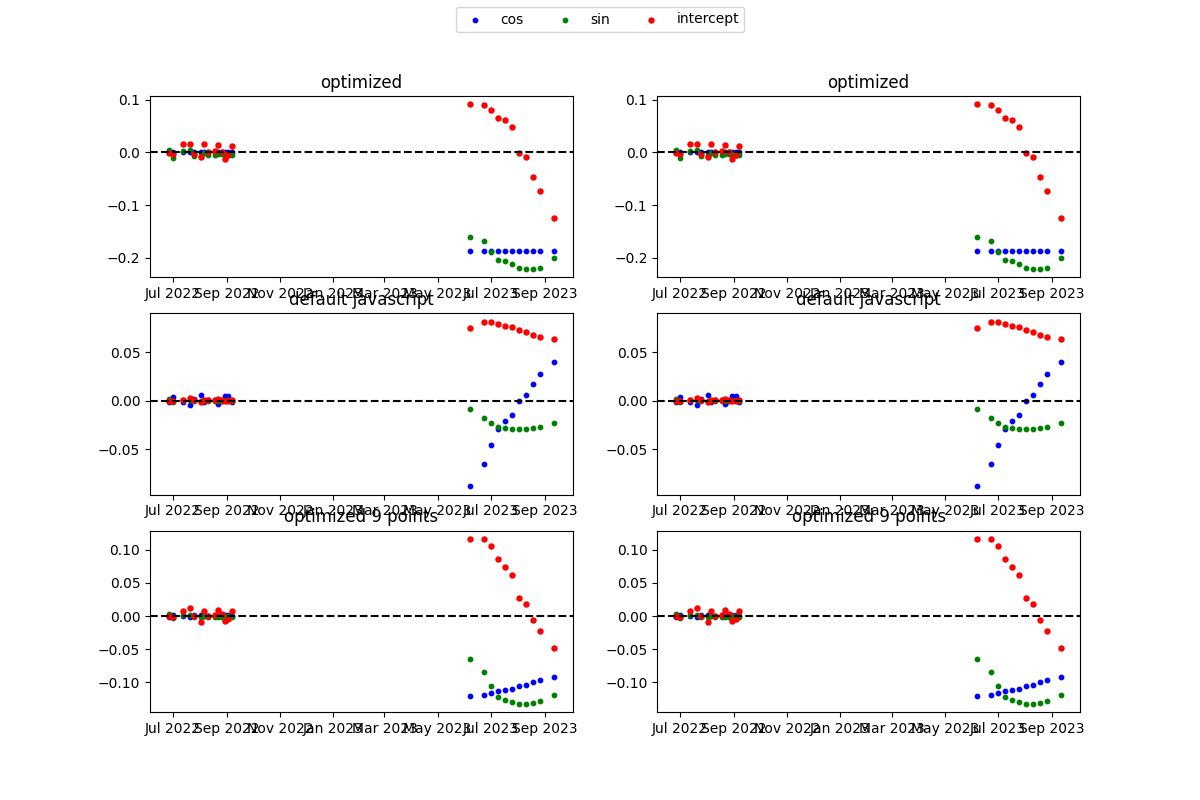 cos sin intercept
optimized optimized
0.1 0.1
0.0 0.0
−0.1 −0.1
−0.2 −0.2
Jul 2022 Sep 2022 Nov 2022 Jan 2023 Mar 2023 May 2023 Jul 2023 Sep 2023 Jul 2022 Sep 2022 Nov 2022 Jan 2023 Mar 2023 May 2023 Jul 2023 Sep 2023
default javascript default javascript
0.05 0.05
0.00 0.00
−0.05 −0.05
Jul 2022 Sep 2022 Nov 2022 Jan 2023 Mar 2023 May 2023 Jul 2023 Sep 2023 Jul 2022 Sep 2022 Nov 2022 Jan 2023 Mar 2023 May 2023 Jul 2023 Sep 2023
optimized 9 points optimized 9 points
0.10 0.10
0.05 0.05
0.00 0.00
−0.05 −0.05
−0.10 −0.10
Jul 2022 Sep 2022 Nov 2022 Jan 2023 Mar 2023 May 2023 Jul 2023 Sep 2023 Jul 2022 Sep 2022 Nov 2022 Jan 2023 Mar 2023 May 2023 Jul 2023 Sep 2023